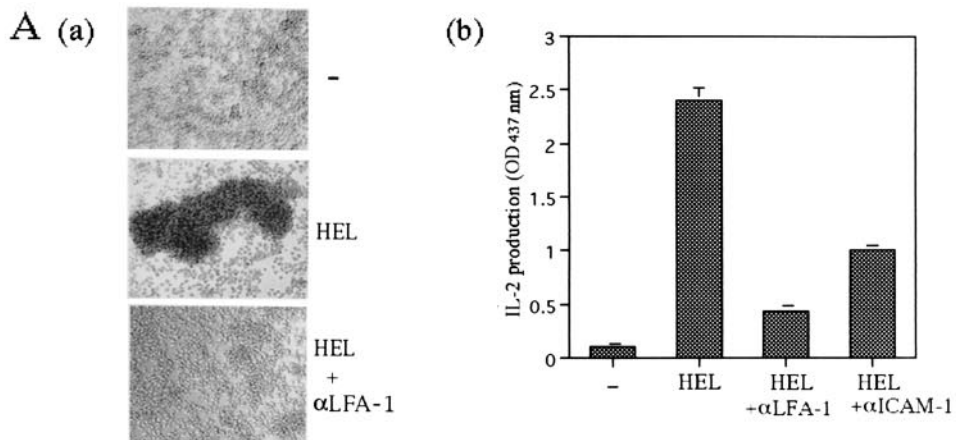 A (a)
-
HEL
HEL
+
αLFA-1
(b)
IL-2 production (OD 437 nm)
3
2.5
2
1.5
1
0.5
0
-
HEL
HEL
+αLFA-1
HEL
+αICAM-1